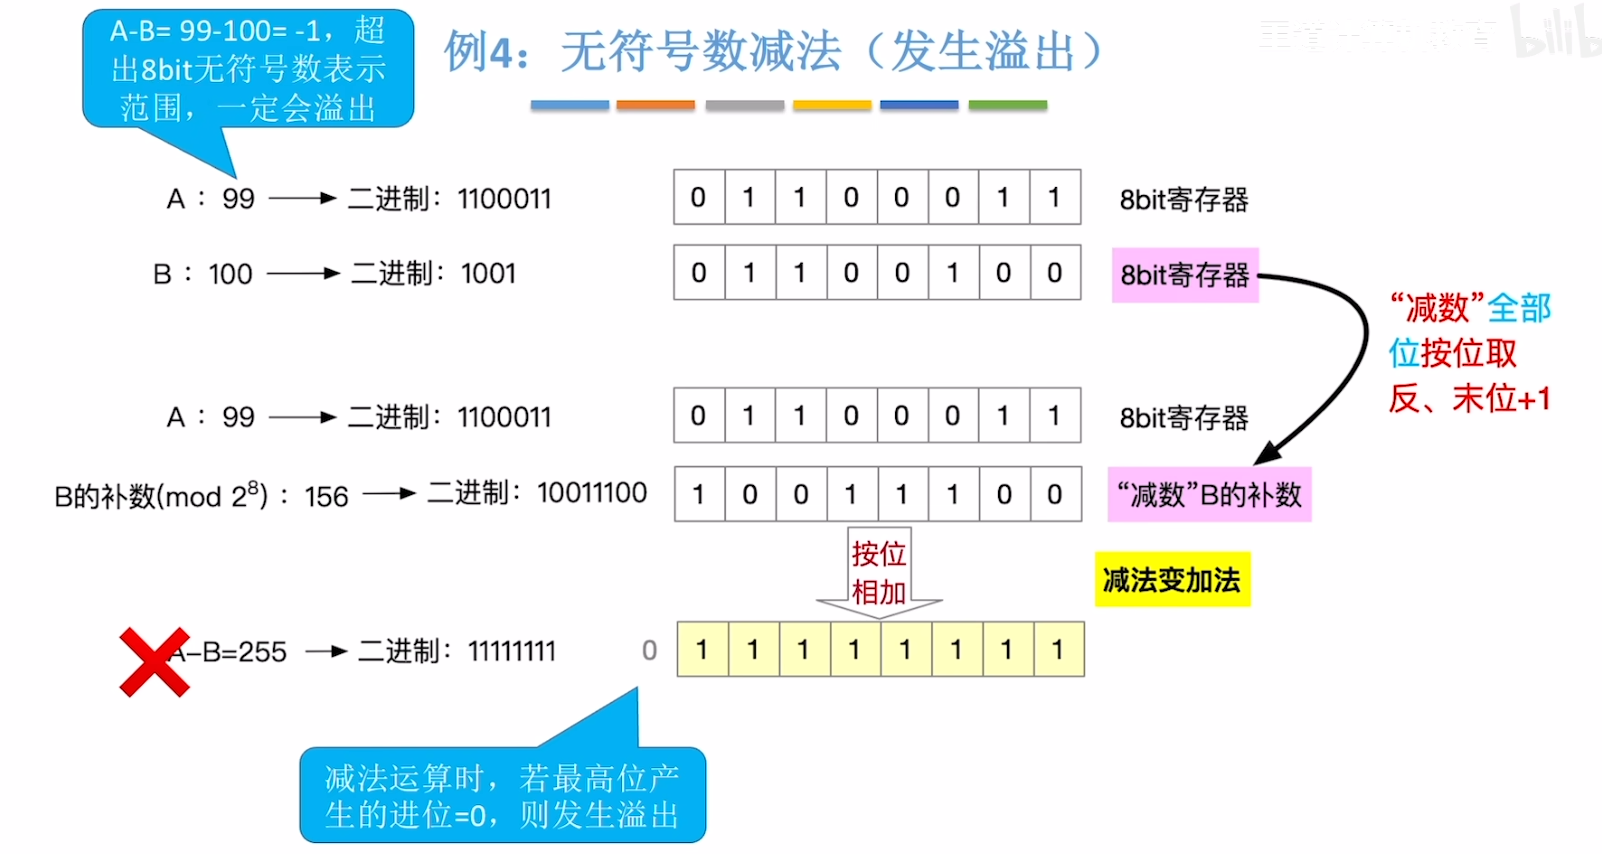 A-B= 99-100= -1，超
出8bit无符号数表示
范围，一定会溢出
例4：无符号数减法（发生溢出）
bilib
A： 99 二进制：1100011 0 1 1 0 0 0 1 1 8bit寄存器
B： 100 二进制：1001 0 1 1 0 0 1 0 0 8bit寄存器
“减数”全部
位按位取
反、末位+1
A： 99 二进制：1100011 0 1 1 0 0 0 1 1 8bit寄存器
B的补数(mod 2⁸)： 156 二进制：10011100 1 0 0 1 1 1 0 0 “减数”B的补数
按位
相加
减法变加法
A-B=255 二进制：11111111 0 1 1 1 1 1 1 1 1
减法运算时，若最高位产
生的进位=0，则发生溢出